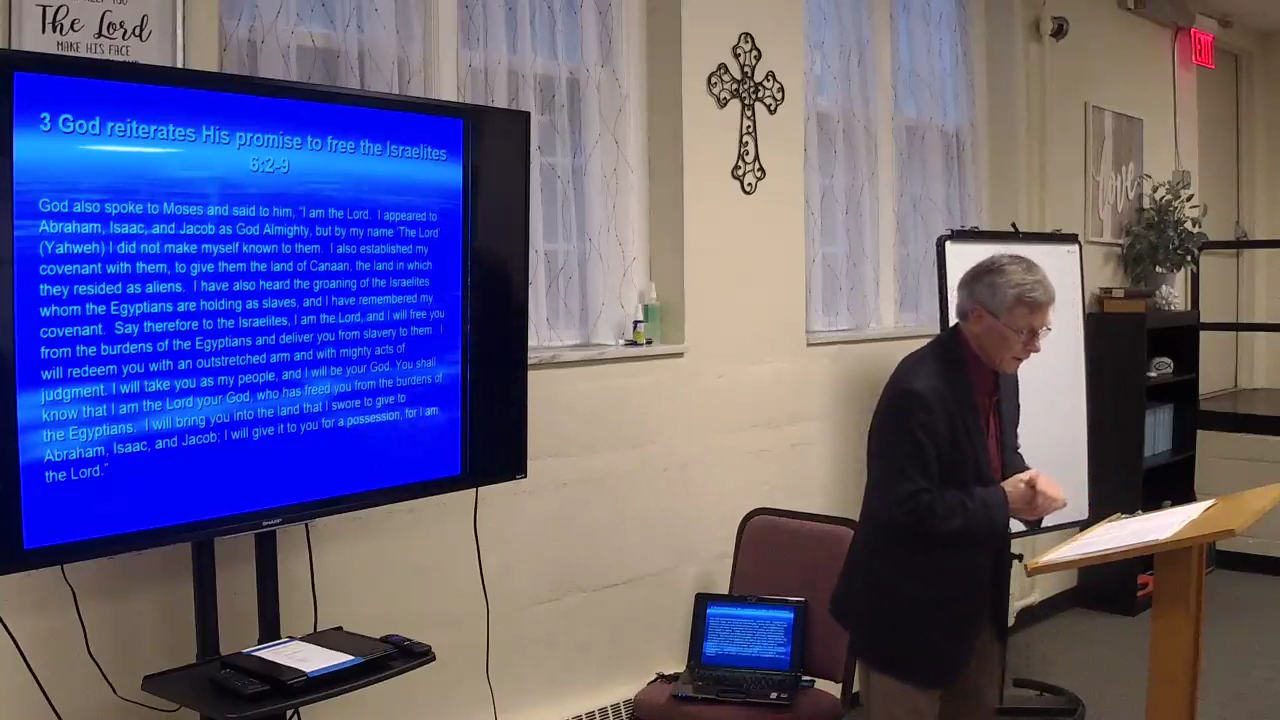 The Lord
MAKE HIS FACE
3 God reiterates His promise to free the Israelites
6:2-9
God also spoke to Moses and said to him, “I am the Lord. I appeared to
Abraham, Isaac, and Jacob as God Almighty, but by my name ‘The Lord’
(Yahweh) I did not make myself known to them. I also established my
covenant with them, to give them the land of Canaan, the land in which
they resided as aliens. I have also heard the groaning of the Israelites
whom the Egyptians are holding as slaves, and I have remembered my
covenant. Say therefore to the Israelites, I am the Lord, and I will free you
from the burdens of the Egyptians and deliver you from slavery to them. I
will redeem you with an outstretched arm and with mighty acts of
judgment. I will take you as my people, and I will be your God. You shall
know that I am the Lord your God, who has freed you from the burdens of
the Egyptians. I will bring you into the land that I swore to give to
Abraham, Isaac, and Jacob; I will give it to you for a possession, for I am
the Lord.”
SHARP
EXIT
love